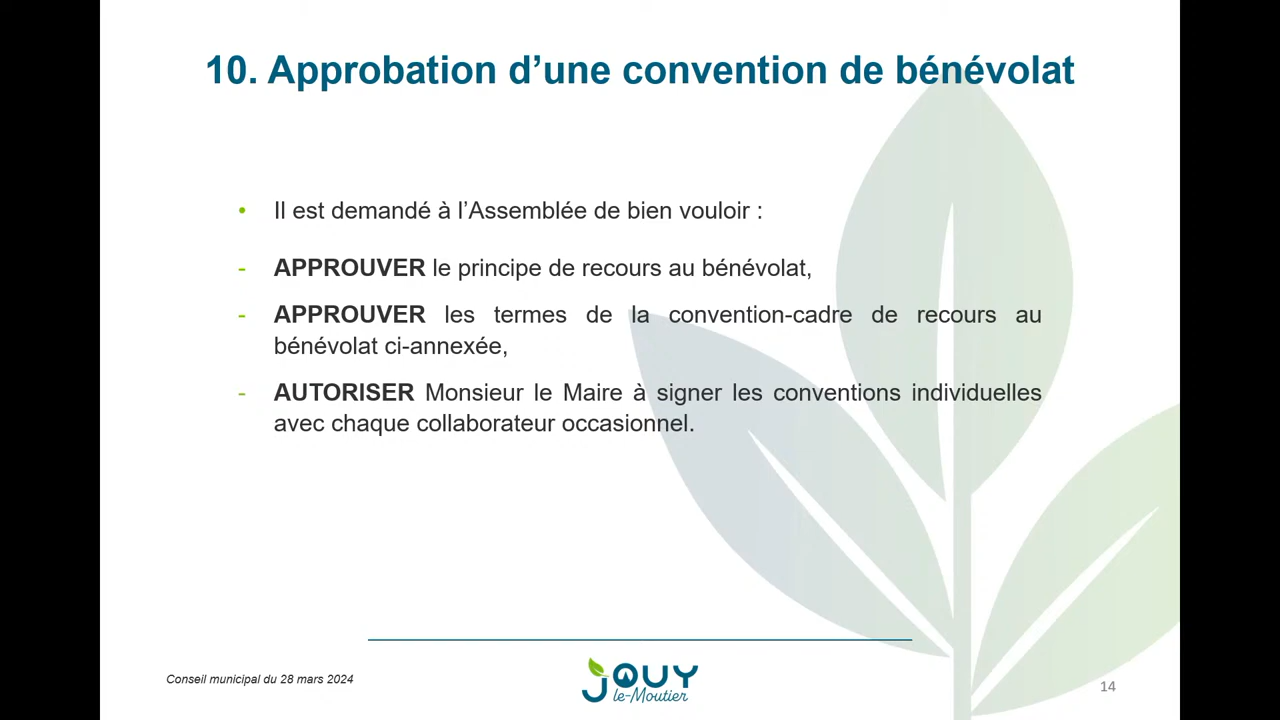 10. Approbation d’une convention de bénévolat
• Il est demandé à l’Assemblée de bien vouloir :
- APPROUVER le principe de recours au bénévolat,
- APPROUVER les termes de la convention-cadre de recours au
bénévolat ci-annexée,
- AUTORISER Monsieur le Maire à signer les conventions individuelles
avec chaque collaborateur occasionnel.
Conseil municipal du 28 mars 2024
JOUY
le-Moutier
14